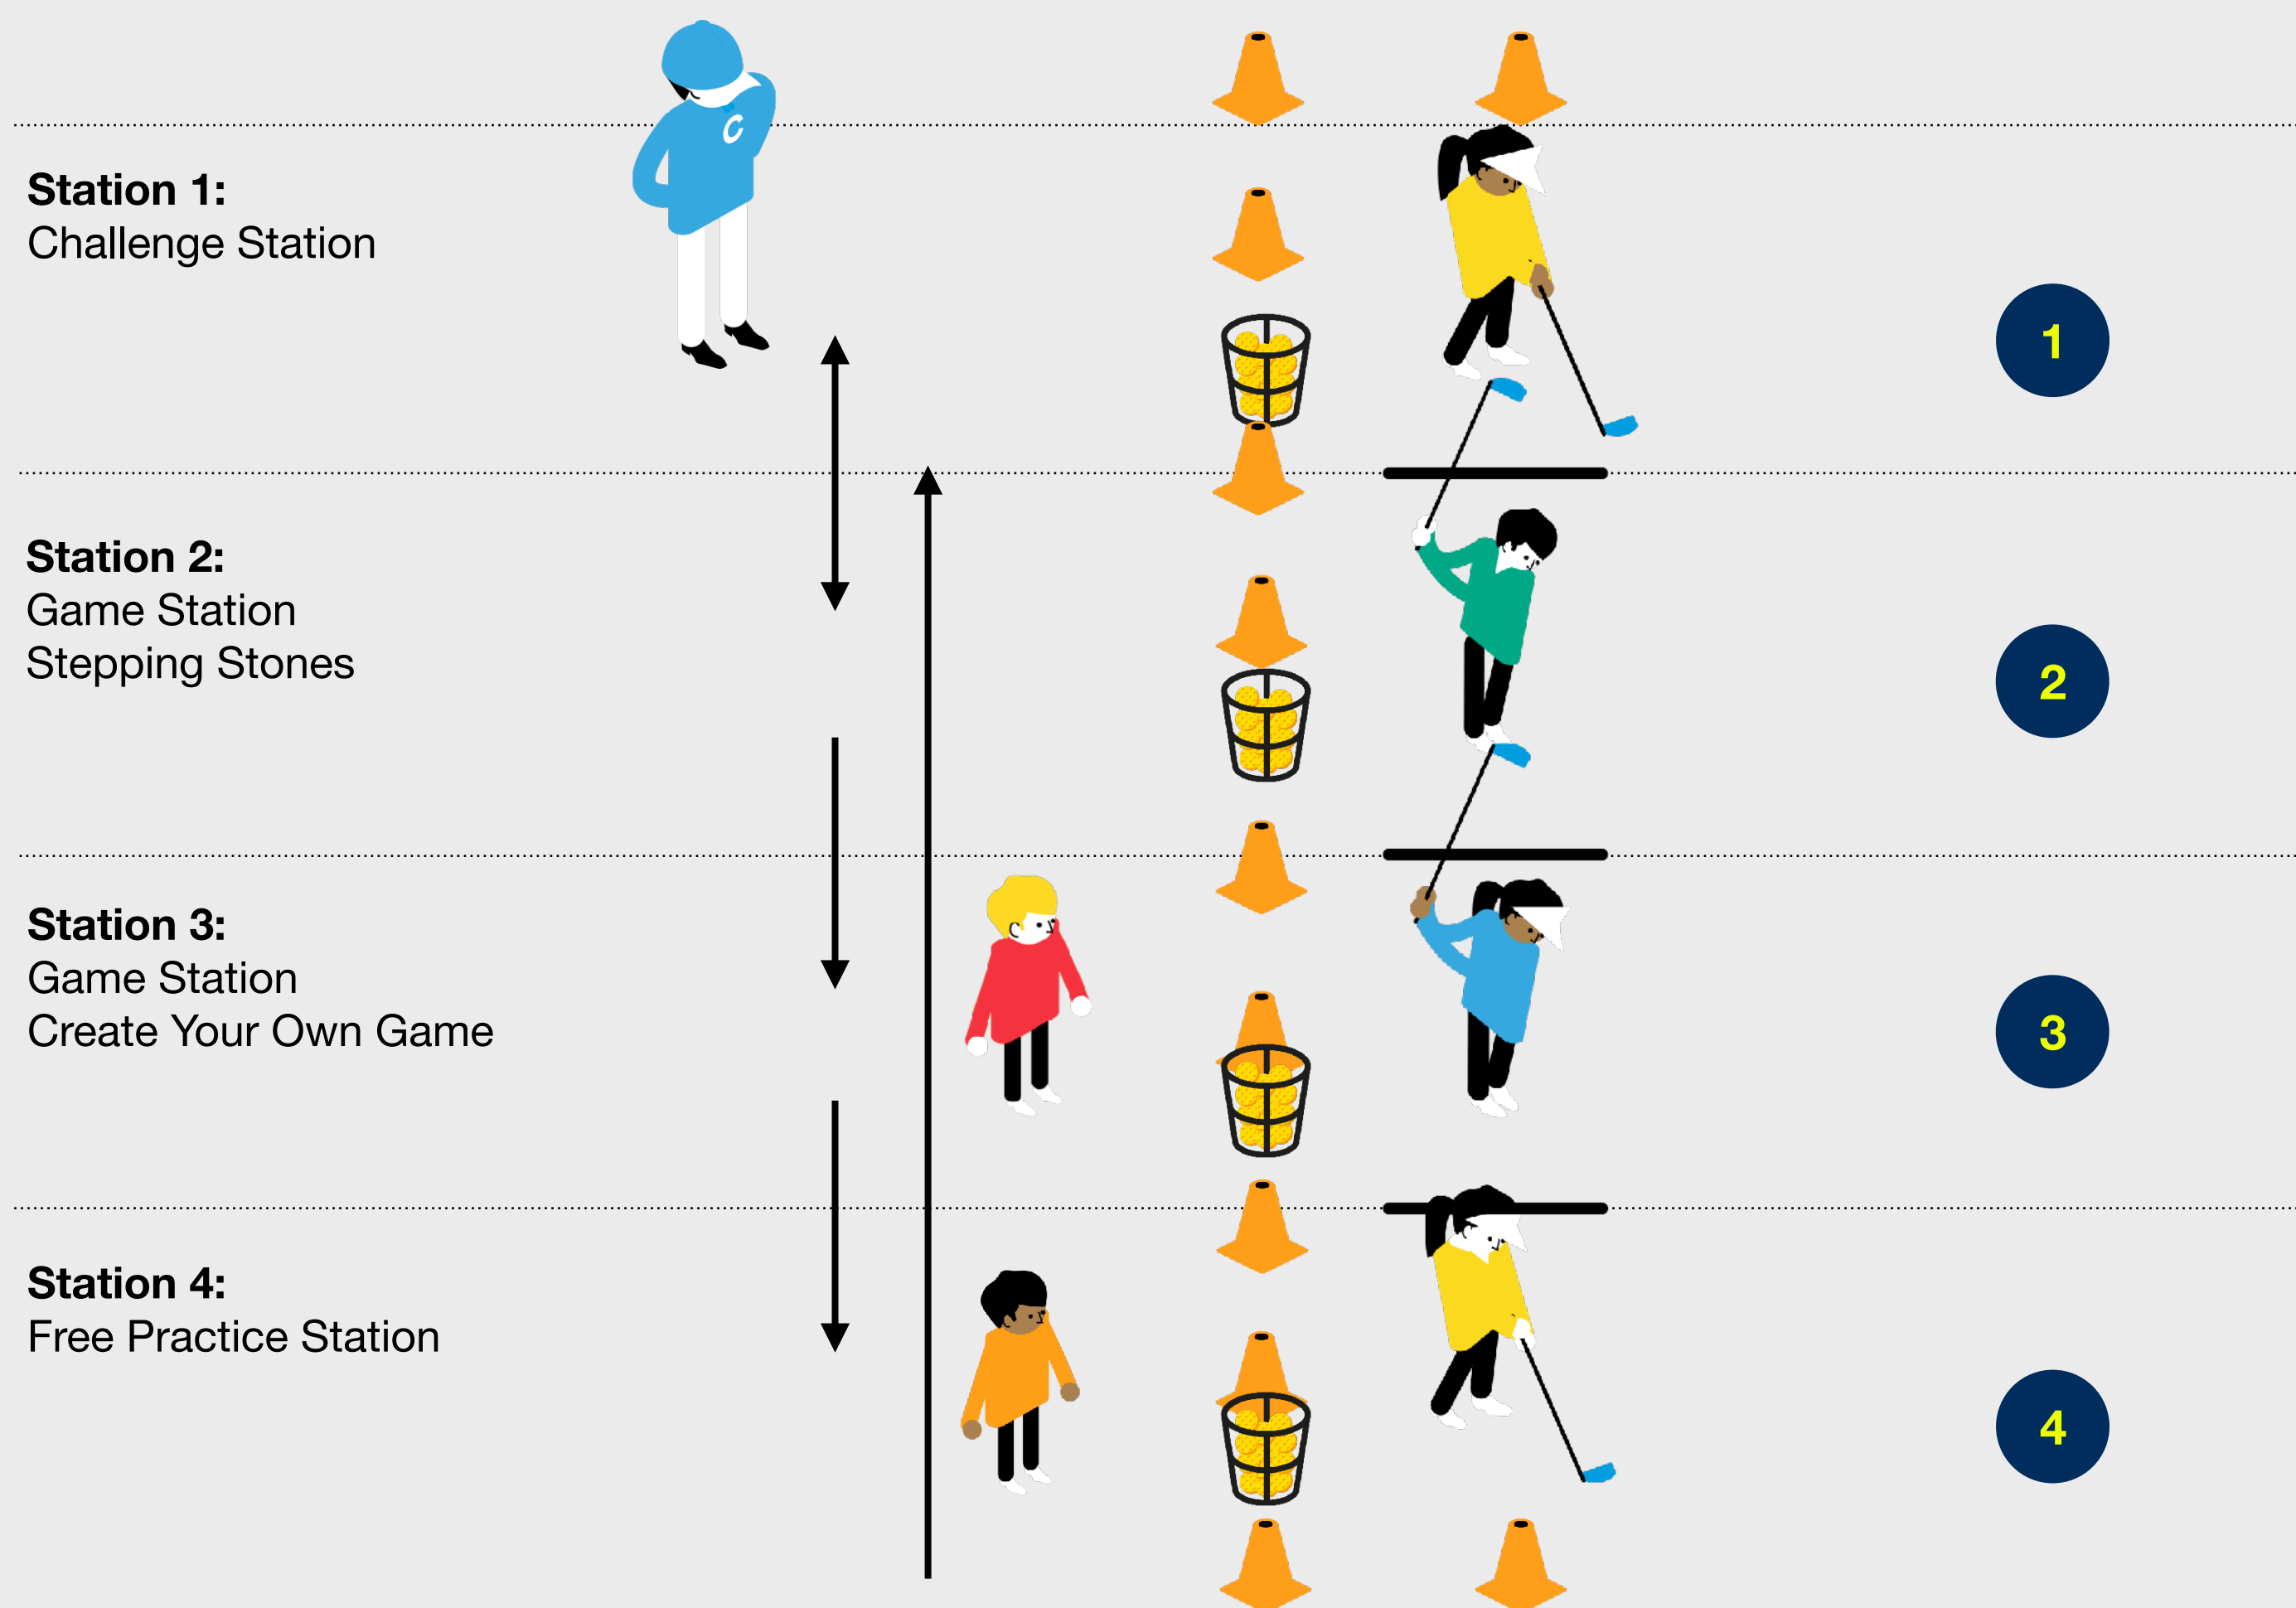 C
Station 1:
Challenge Station
1
Station 2:
Game Station
Stepping Stones
2
Station 3:
Game Station
Create Your Own Game
3
Station 4:
Free Practice Station
4